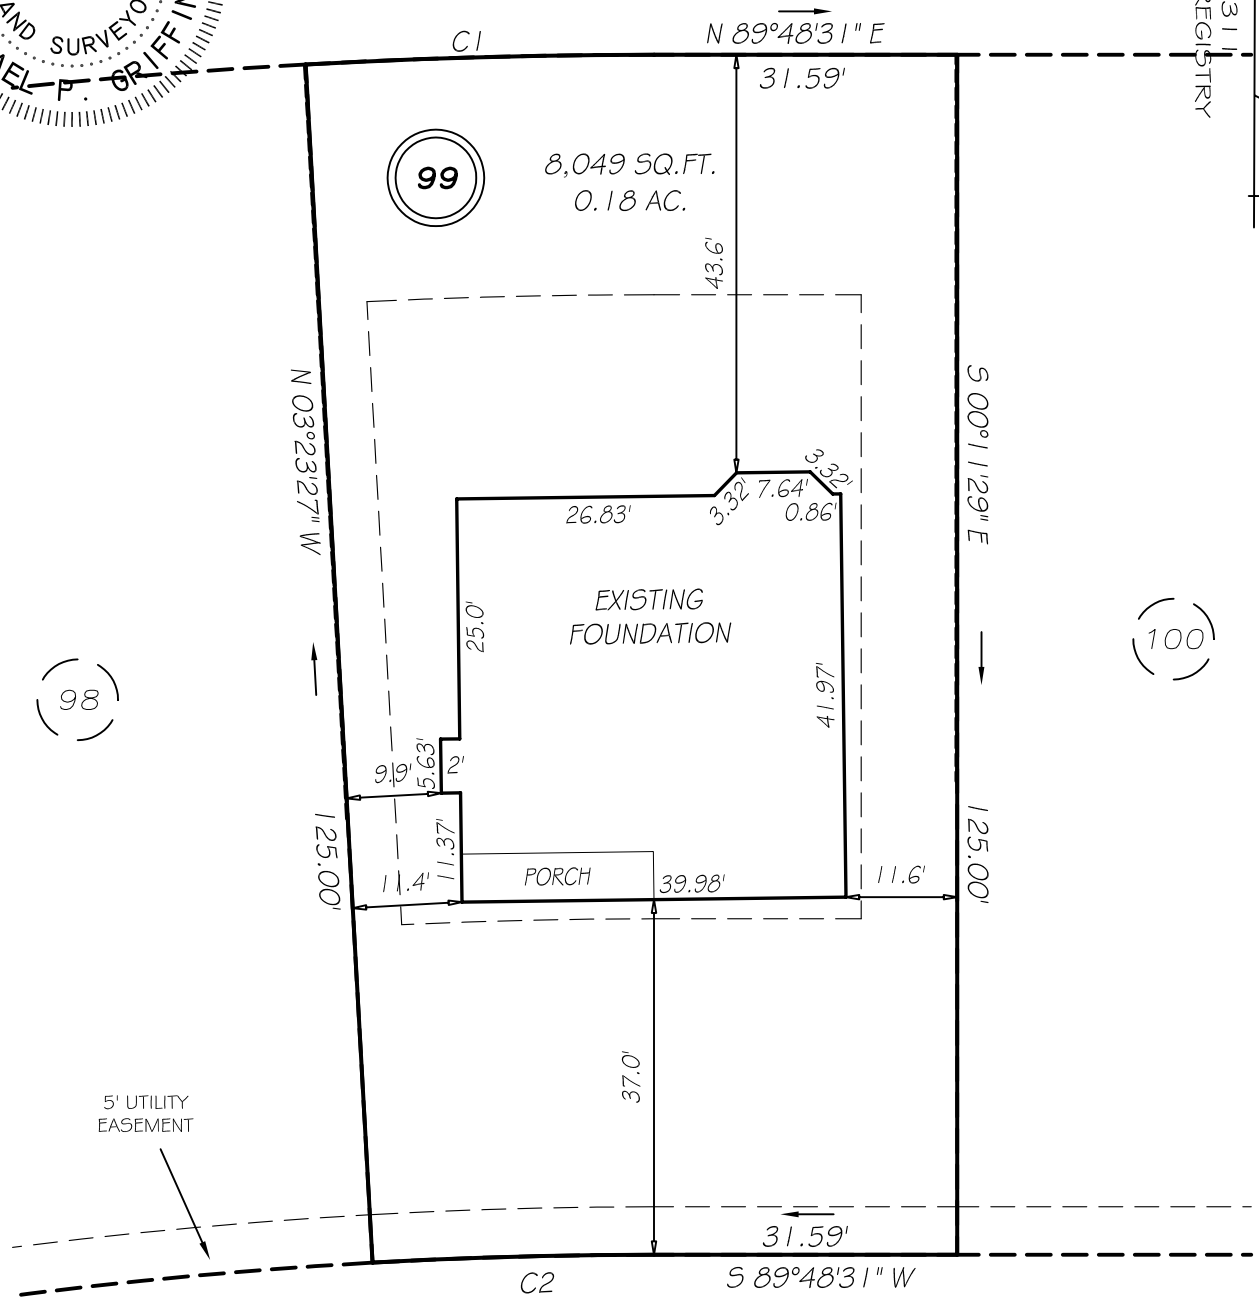 AND SURVEYO
EL P. GRIFFIN
C1
N 89°48'31" E
31.59'
311
REGISTRY
99
8,049 SQ.FT.
0.18 AC.
43.6'
N 03°23'27" W
S 00°11'29" E
3.32'
7.64'
3.32'
0.86'
26.83'
EXISTING
FOUNDATION
25.0'
41.97'
98
100
5.63'
2'
9.9'
11.37'
125.00'
125.00'
11.4'
PORCH
39.98'
11.6'
37.0'
5' UTILITY
EASEMENT
31.59'
C2
S 89°48'31" W